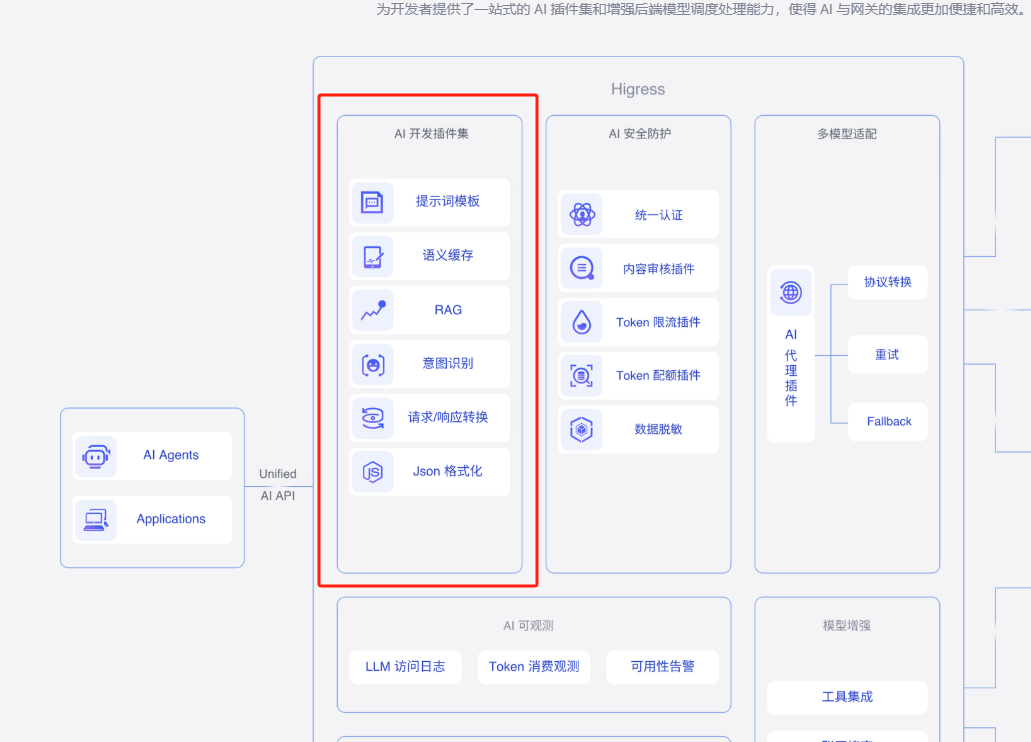 为开发者提供了一站式的 AI 插件集和增强后端模型调度处理能力，使得 AI 与网关的集成更加便捷和高效。
Higress
AI 开发插件集
提示词模板
语义缓存
RAG
意图识别
请求/响应转换
Json 格式化
AI 安全防护
统一认证
内容审核插件
Token 限流插件
Token 配额插件
数据脱敏
多模型适配
AI
代
理
插
件
协议转换
重试
Fallback
AI Agents
Applications
Unified
AI API
AI 可观测
LLM 访问日志
Token 消费观测
可用性告警
模型增强
工具集成